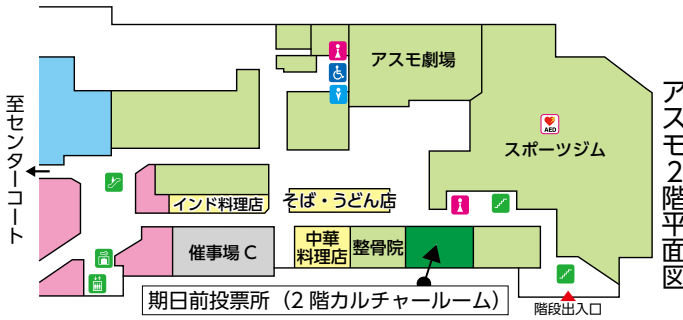 アスモ2階平面図
至センターコート
アスモ劇場
AED
スポーツジム
インド料理店
そば・うどん店
催事場 C
中華
料理店
整骨院
期日前投票所（2 階カルチャールーム）
階段出入口